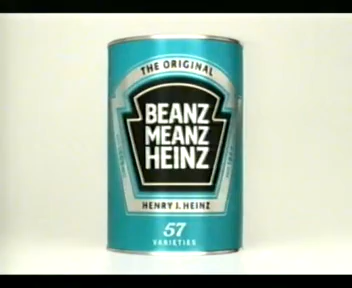 THE ORIGINAL
BEANZ
MEANZ
HEINZ
HENRY J. HEINZ
57
VARIETIES